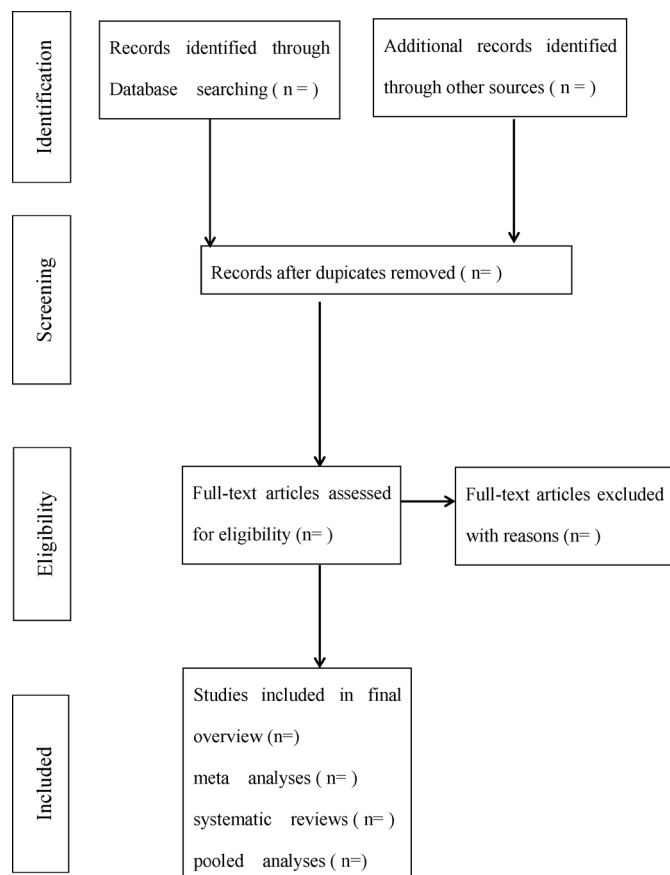 Identification
Records identified through
Database searching ( n = )
Additional records identified
through other sources ( n = )
Screening
Records after dupicates removed ( n= )
Eligibility
Full-text articles assessed
for eligibility (n= )
Full-text articles excluded
with reasons (n= )
Included
Studies included in final
overview (n=)
meta analyses ( n= )
systematic reviews ( n= )
pooled analyses ( n=)